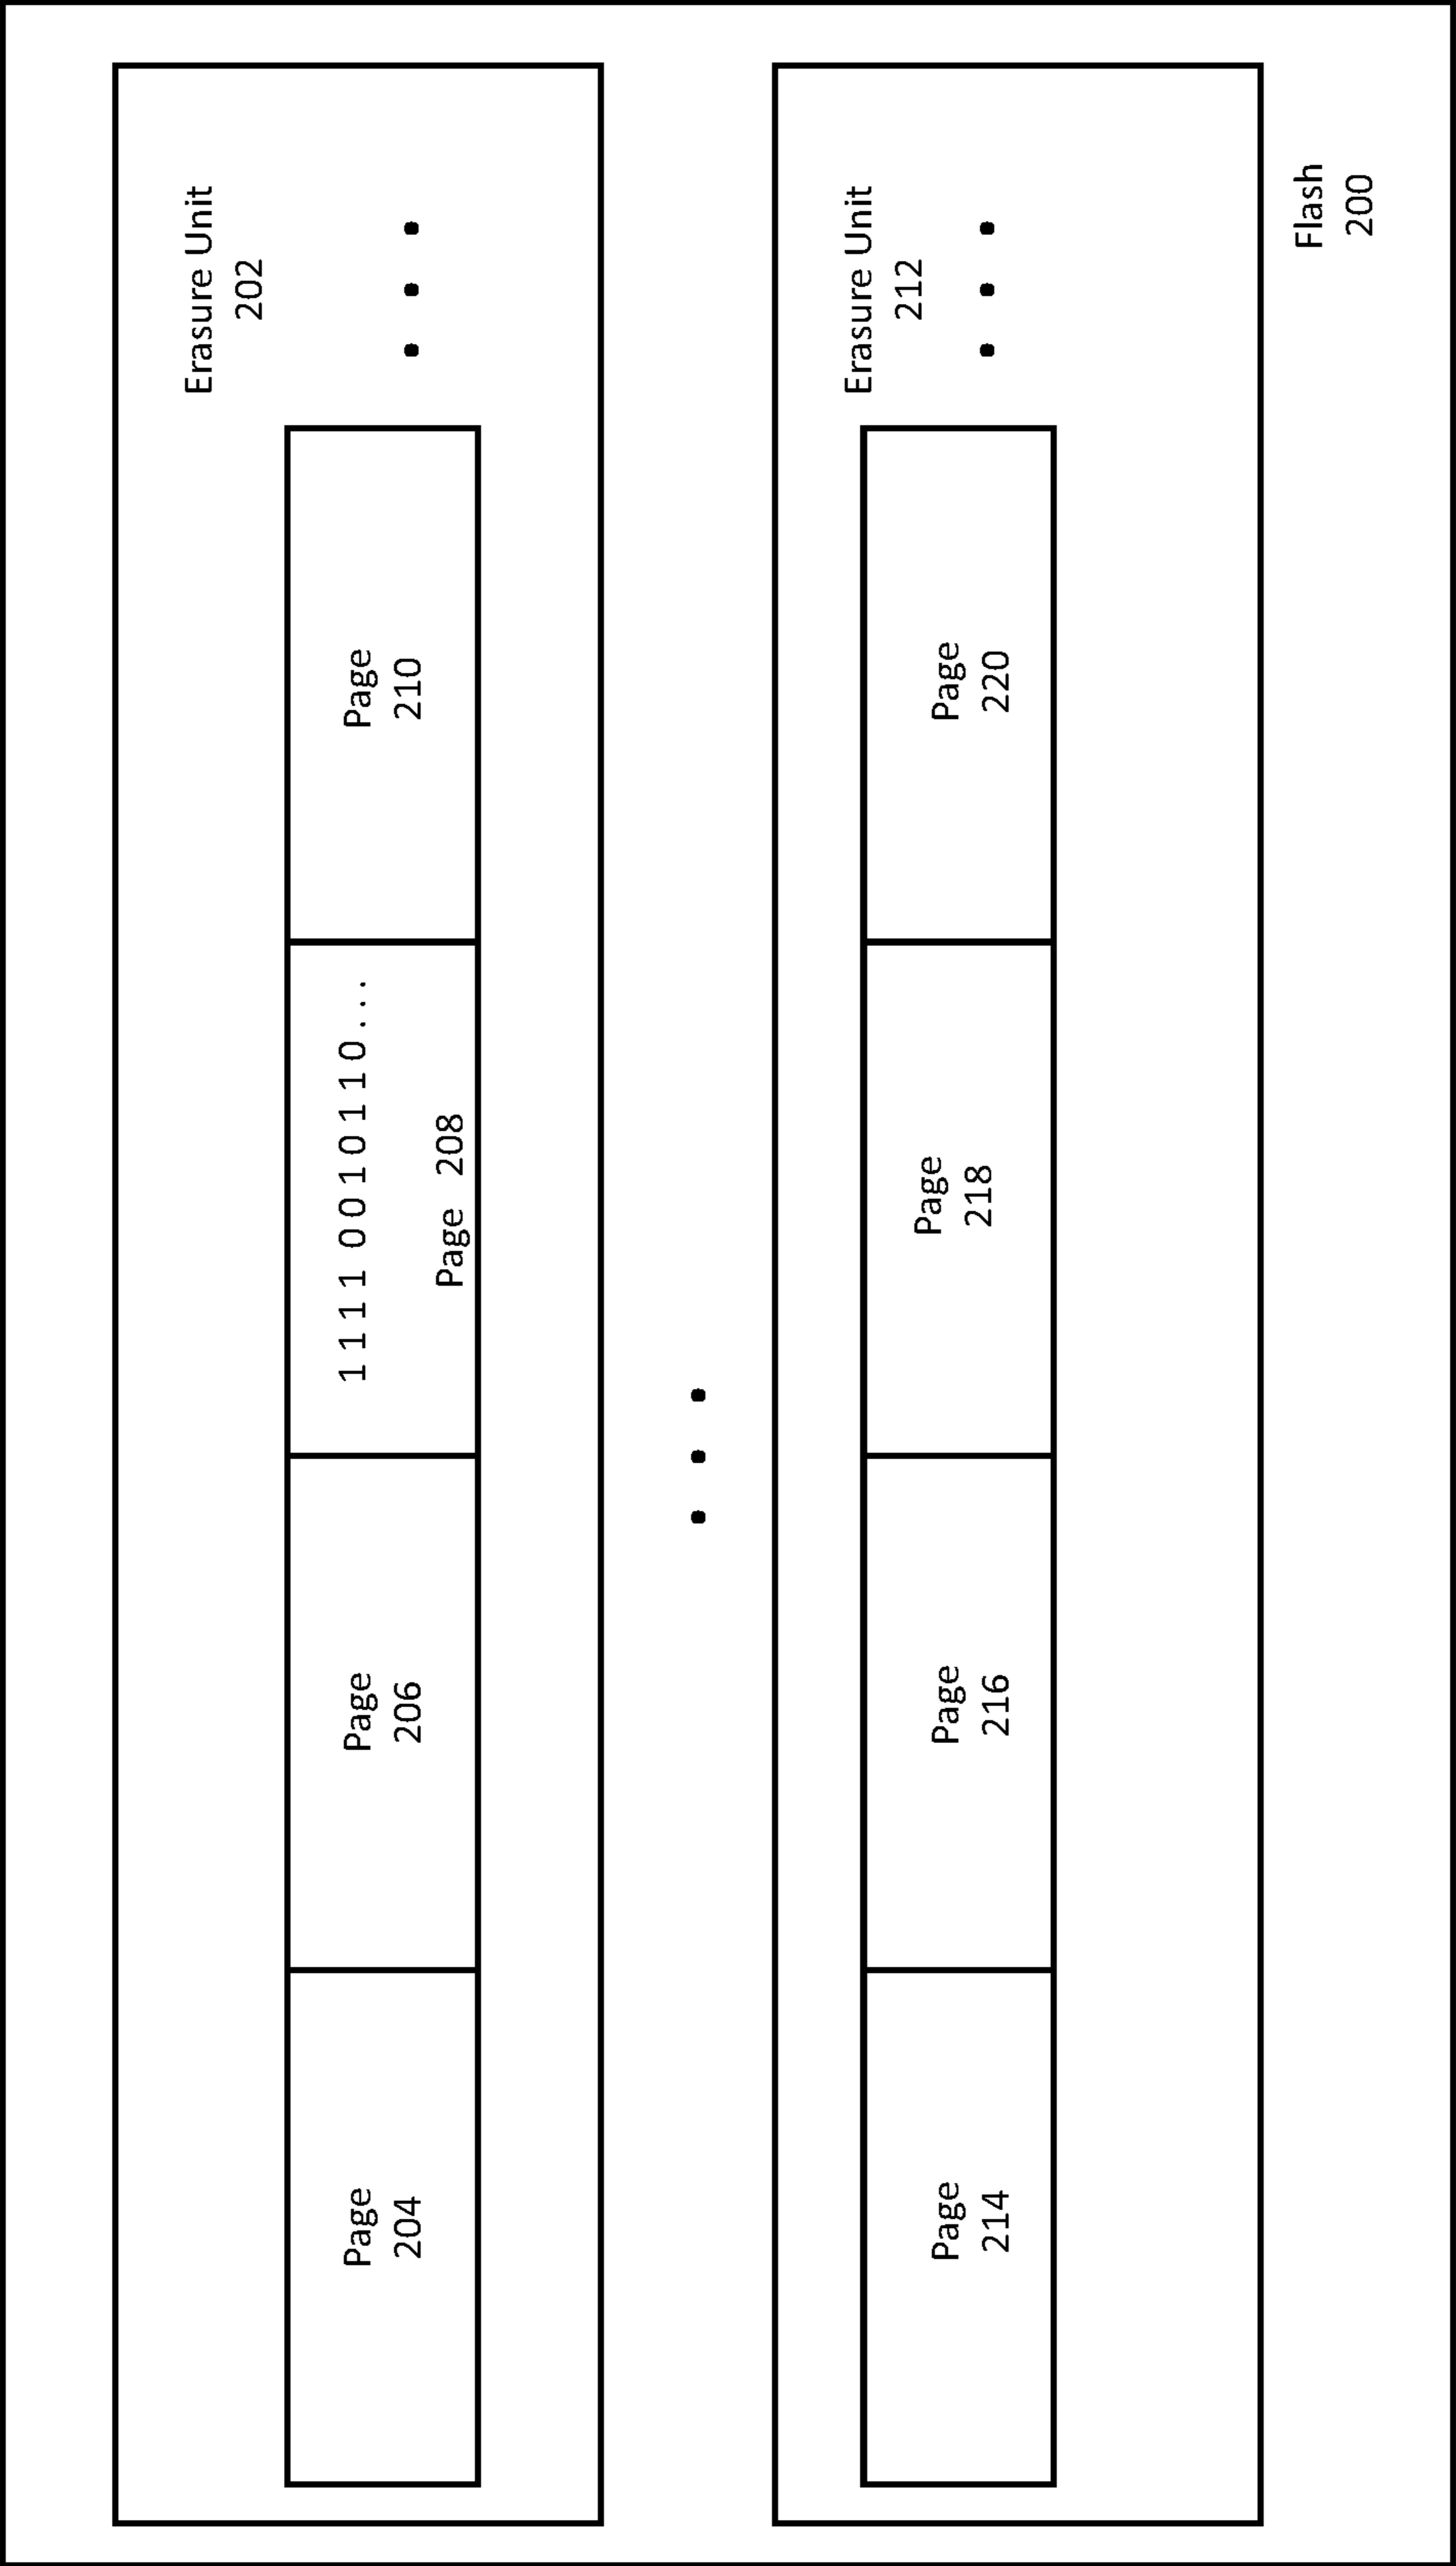 Erasure Unit
202
Page
204
Page
206
1 1 1 1 0 0 1 0 1 1 0 . . .
Page 208
Page
210
• • •
• • •
Erasure Unit
212
Page
214
Page
216
Page
218
Page
220
• • •
Flash
200